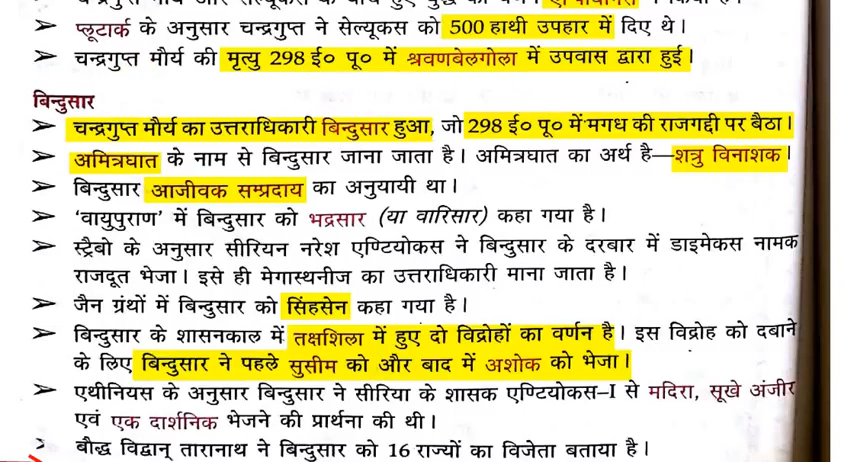 ➤ प्लूटार्क के अनुसार चन्द्रगुप्त ने सेल्यूकस को 500 हाथी उपहार में दिए थे।
➤ चन्द्रगुप्त मौर्य की मृत्यु 298 ई० पू० में श्रवणबेलगोला में उपवास द्वारा हुई।
बिन्दुसार
➤ चन्द्रगुप्त मौर्य का उत्तराधिकारी बिन्दुसार हुआ, जो 298 ई० पू० में मगध की राजगद्दी पर बैठा।
➤ अमित्रघात के नाम से बिन्दुसार जाना जाता है। अमित्रघात का अर्थ है—शत्रु विनाशक।
➤ बिन्दुसार आजीवक सम्प्रदाय का अनुयायी था।
➤ ‘वायुपुराण’ में बिन्दुसार को भद्रसार (या वारिसार) कहा गया है।
➤ स्ट्रैबो के अनुसार सीरियन नरेश एण्टियोकस ने बिन्दुसार के दरबार में डाइमेकस नामक
राजदूत भेजा। इसे ही मेगास्थनीज का उत्तराधिकारी माना जाता है।
➤ जैन ग्रंथों में बिन्दुसार को सिंहसेन कहा गया है।
➤ बिन्दुसार के शासनकाल में तक्षशिला में हुए दो विद्रोहों का वर्णन है। इस विद्रोह को दबाने
के लिए बिन्दुसार ने पहले सुसीम को और बाद में अशोक को भेजा।
➤ एथीनियस के अनुसार बिन्दुसार ने सीरिया के शासक एण्टियोकस–I से मदिरा, सूखे अंजीर
एवं एक दार्शनिक भेजने की प्रार्थना की थी।
➤ बौद्ध विद्वान् तारानाथ ने बिन्दुसार को 16 राज्यों का विजेता बताया है।